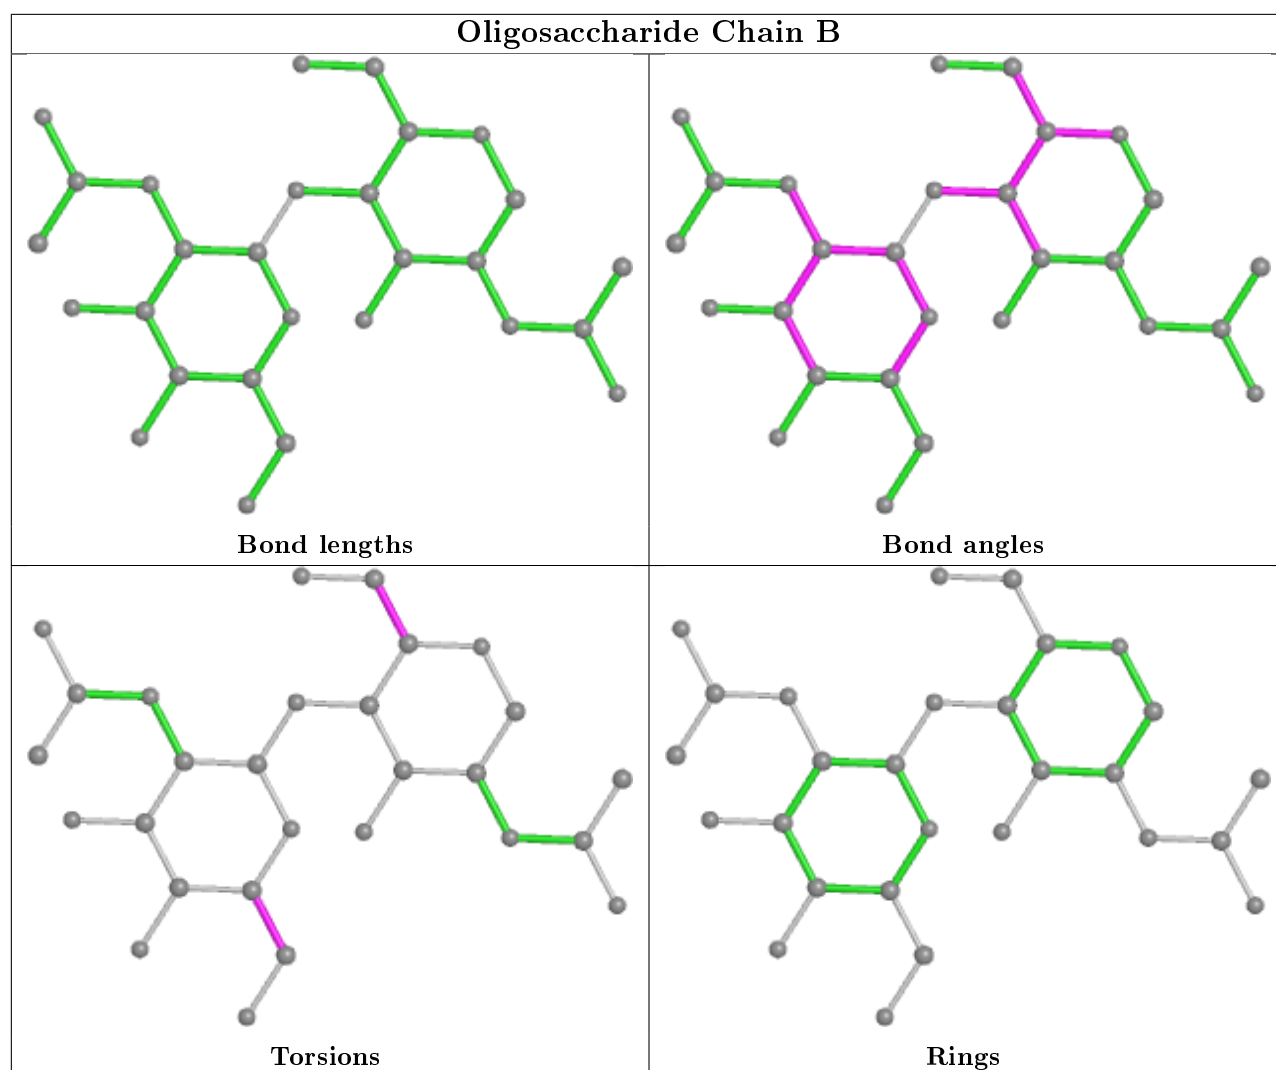 Oligosaccharide Chain B
Bond lengths
Bond angles
Torsions
Rings